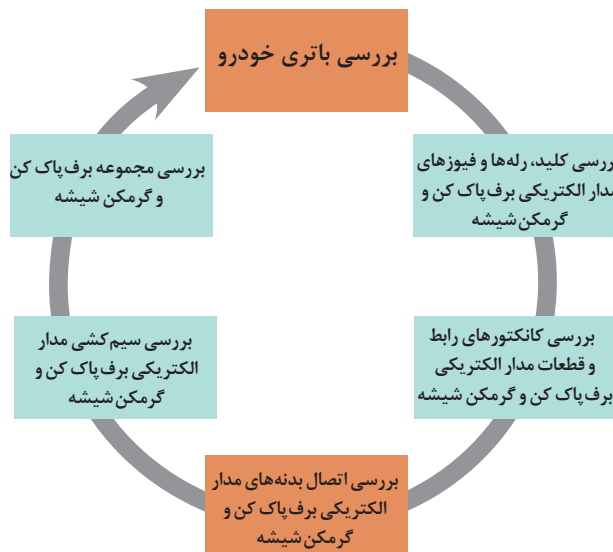 بررسی باتری خودرو
بررسی کلید، رله‌ها و فیوزهای
مدار الکتریکی برف پاک کن و
گرمکن شیشه
بررسی کانکتورهای رابط
و قطعات مدار الکتریکی
برف پاک کن و گرمکن شیشه
بررسی اتصال بدنه‌های مدار
الکتریکی برف پاک کن و
گرمکن شیشه
بررسی سیم کشی مدار
الکتریکی برف پاک کن و
گرمکن شیشه
بررسی مجموعه برف پاک کن
و گرمکن شیشه